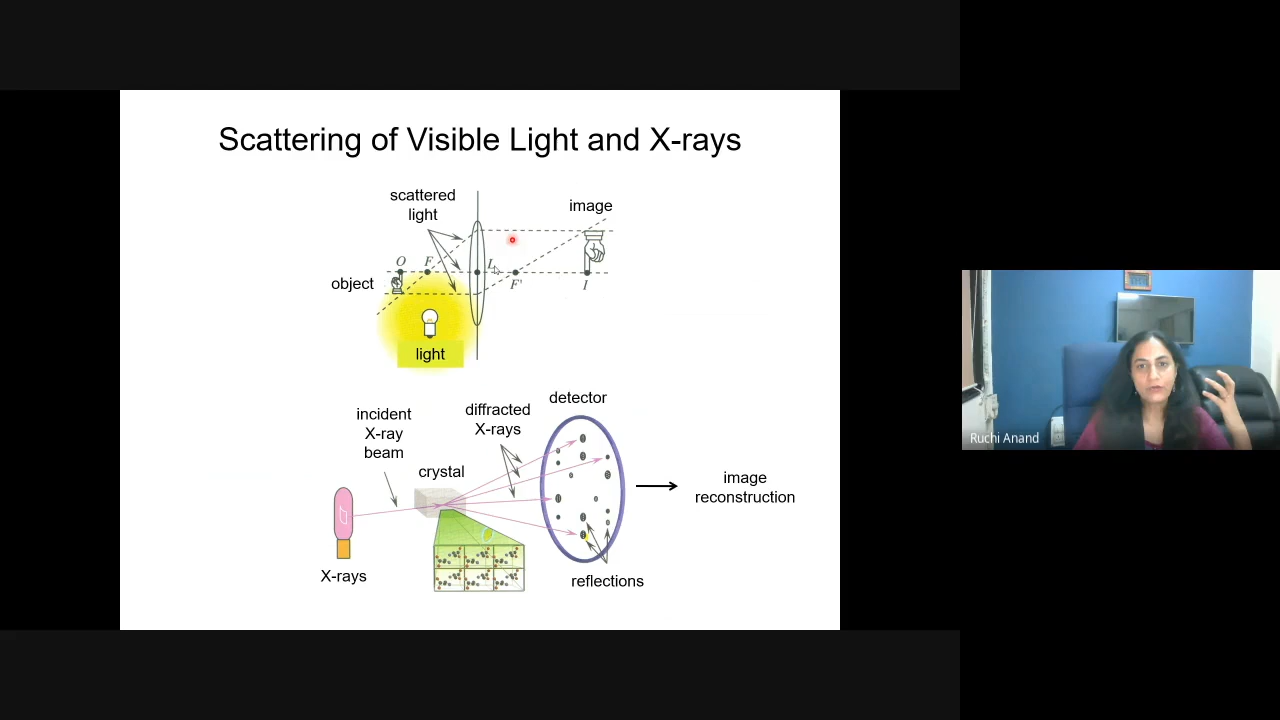 Scattering of Visible Light and X-rays
scattered
light
image
O
F
L
object
F'
I
light
detector
incident
X-ray
beam
diffracted
X-rays
crystal
image
reconstruction
X-rays
reflections
Ruchi Anand